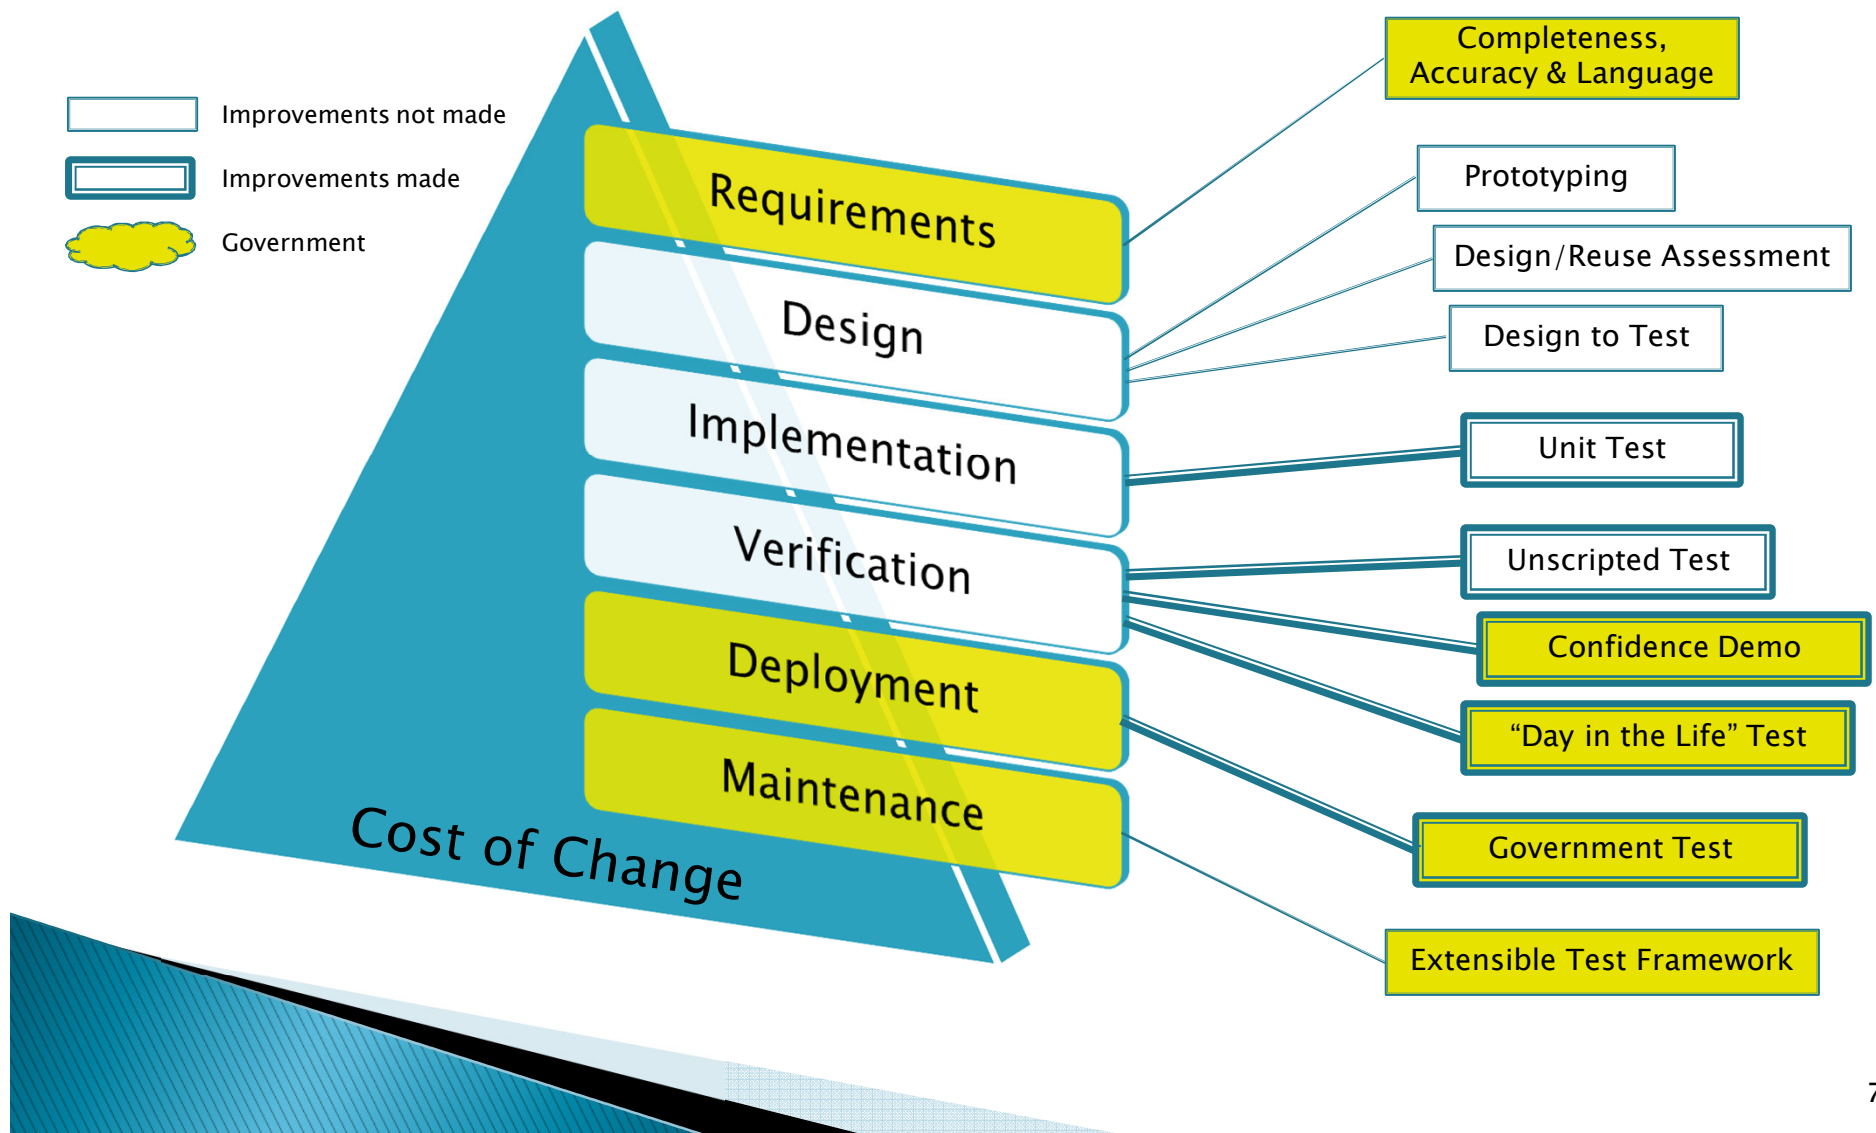 Improvements not made
Improvements made
Government
Requirements
Design
Implementation
Verification
Deployment
Maintenance
Cost of Change
Completeness,
Accuracy & Language
Prototyping
Design/Reuse Assessment
Design to Test
Unit Test
Unscripted Test
Confidence Demo
“Day in the Life” Test
Government Test
Extensible Test Framework
7